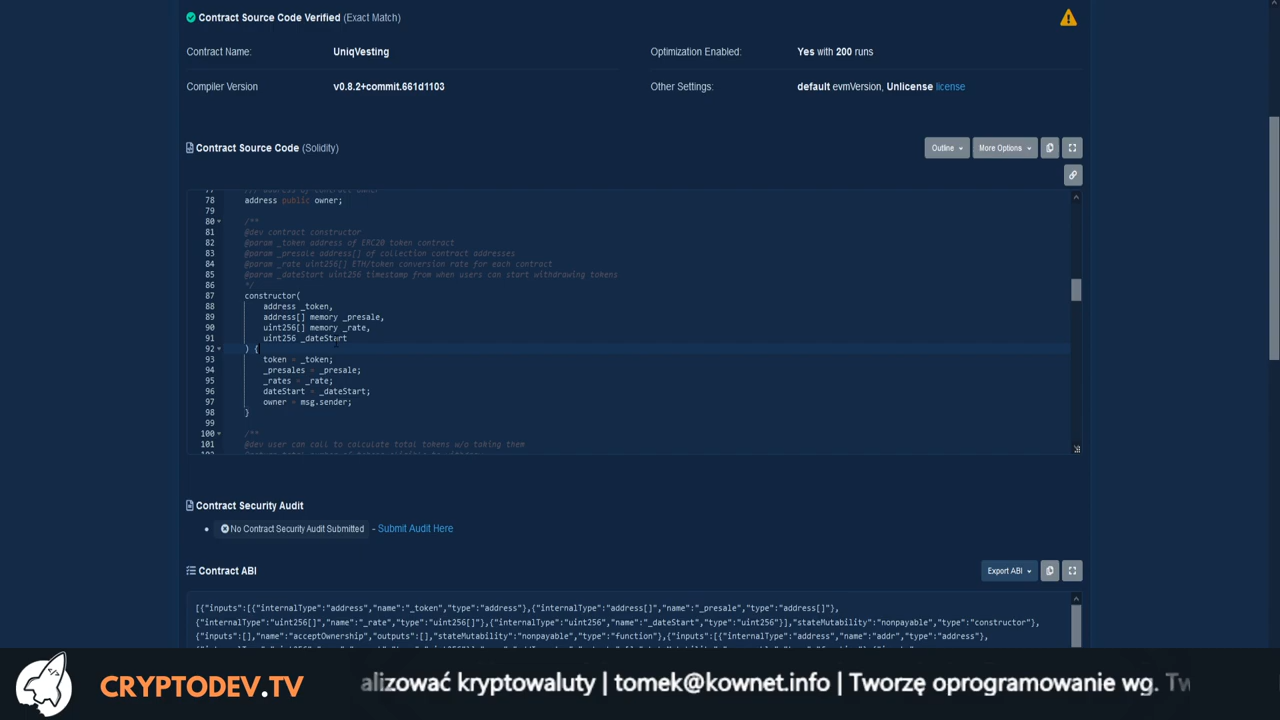 Contract Source Code Verified (Exact Match)
Contract Name: UniqVesting Optimization Enabled: Yes with 200 runs
Compiler Version v0.8.2+commit.661d1103 Other Settings: default evmVersion, Unlicense license
Contract Source Code (Solidity) Outline More Options
78 address public owner;
79
80 /**
81 @dev contract constructor
82 @param _token address of ERC20 token contract
83 @param _presale address[] of collection contract addresses
84 @param _rate uint256[] ETH/token conversion rate for each contract
85 @param _dateStart uint256 timestamp from when users can start withdrawing tokens
86 */
87 constructor(
88 address _token,
89 address[] memory _presale,
90 uint256[] memory _rate,
91 uint256 _dateStart
92 ) {
93 token = _token;
94 _presales = _presale;
95 _rates = _rate;
96 dateStart = _dateStart;
97 owner = msg.sender;
98 }
99
100 /**
101 @dev user can call to calculate total tokens w/o taking them
Contract Security Audit
No Contract Security Audit Submitted - Submit Audit Here
Contract ABI Export ABI
[{"inputs":[{"internalType":"address","name":"_token","type":"address"},{"internalType":"address[]","name":"_presale","type":"address[]"},
{"internalType":"uint256[]","name":"_rate","type":"uint256[]"},{"internalType":"uint256","name":"_dateStart","type":"uint256"}],"stateMutability":"nonpayable","type":"constructor"},
{"inputs":[],"name":"acceptOwnership","outputs":[],"stateMutability":"nonpayable","type":"function"},{"inputs":[{"internalType":"address","name":"addr","type":"address"},
CRYPTODEV.TV alizować kryptowaluty | tomek@kownet.info | Tworzę oprogramowanie wg. Tw